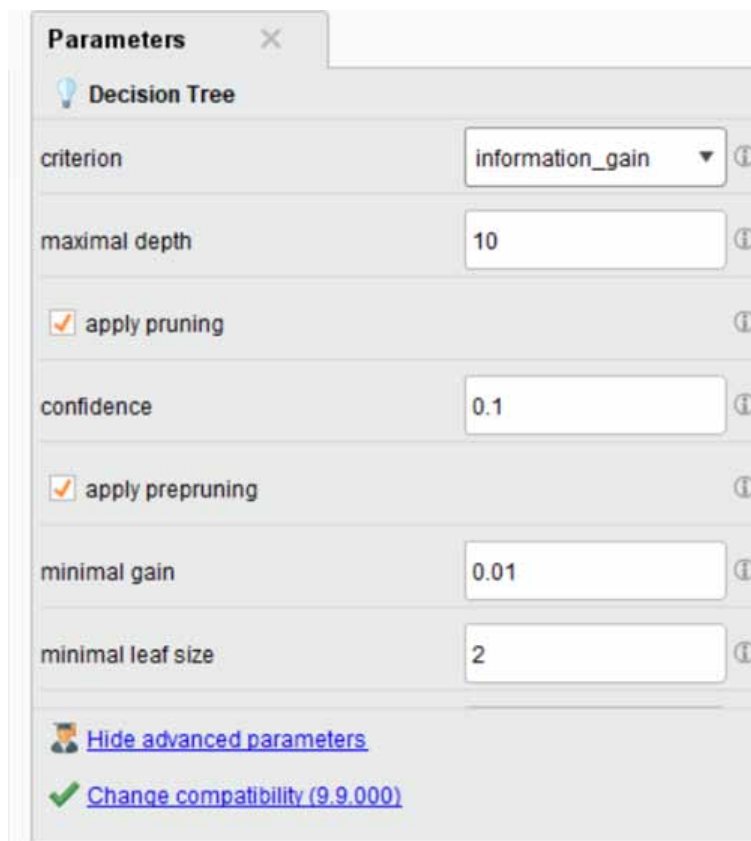 Parameters
Decision Tree
criterion information_gain
maximal depth 10
apply pruning
confidence 0.1
apply prepruning
minimal gain 0.01
minimal leaf size 2
Hide advanced parameters
Change compatibility (9.9.000)